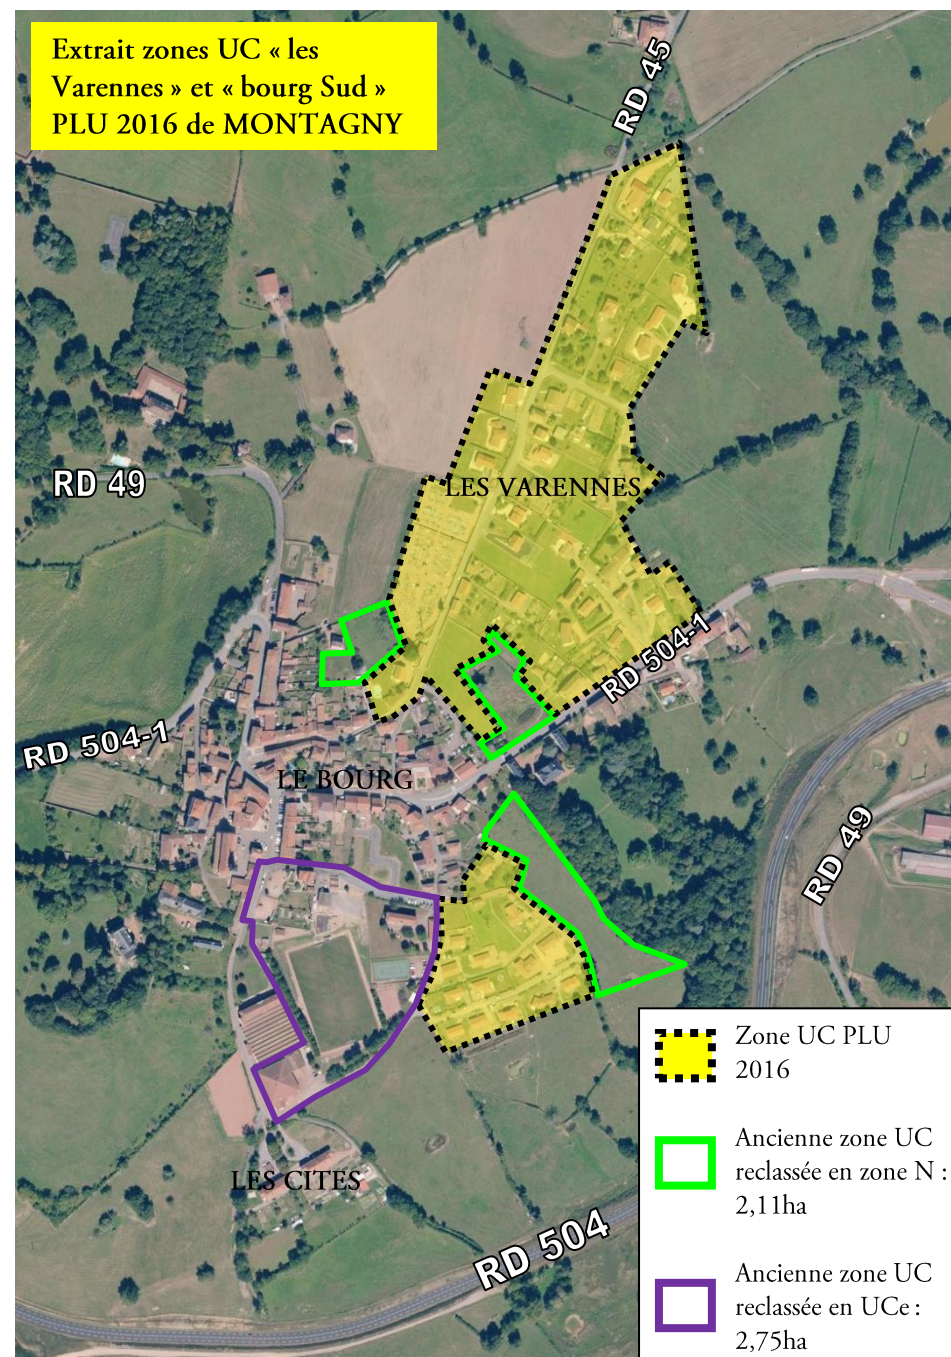 Extrait zones UC « les
Varennes » et « bourg Sud »
PLU 2016 de MONTAGNY
RD 45
RD 49
LES VARENNES
RD 504-1
RD 504-1
LE BOURG
RD 49
LES CITES
RD 504
Zone UC PLU
2016
Ancienne zone UC
reclassée en zone N :
2,11ha
Ancienne zone UC
reclassée en UCe :
2,75ha